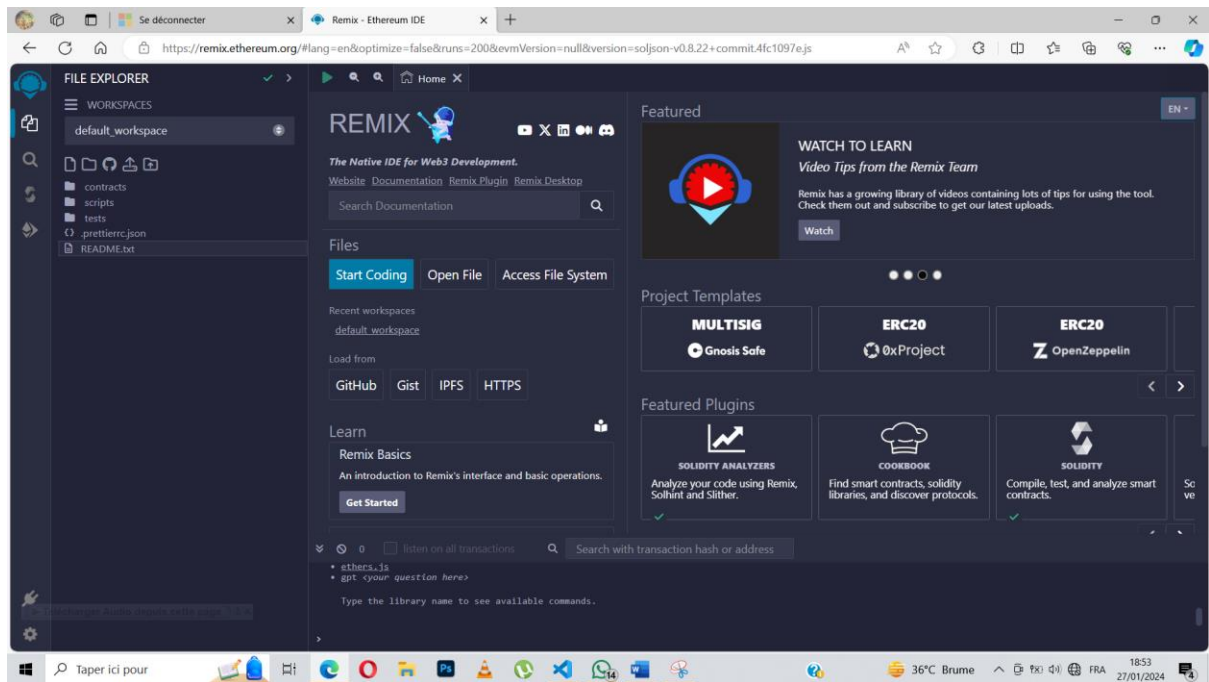 Se déconnecter
Remix - Ethereum IDE
https://remix.ethereum.org/#lang=en&optimize=false&runs=200&evmVersion=null&version=soljson-v0.8.22+commit.4fc1097e.js
FILE EXPLORER
WORKSPACES
default_workspace
contracts
scripts
tests
.prettierrc.json
README.txt
Home
REMIX
The Native IDE for Web3 Development.
Website Documentation Remix Plugin Remix Desktop
Search Documentation
Files
Start Coding Open File Access File System
Recent workspaces
default_workspace
Load from
GitHub Gist IPFS HTTPS
Learn
Remix Basics
An introduction to Remix's interface and basic operations.
Get Started
Featured
EN
WATCH TO LEARN
Video Tips from the Remix Team
Remix has a growing library of videos containing lots of tips for using the tool.
Check them out and subscribe to get our latest uploads.
Watch
Project Templates
MULTISIG
Gnosis Safe
ERC20
0xProject
ERC20
OpenZeppelin
Featured Plugins
SOLIDITY ANALYZERS
Analyze your code using Remix,
Solhint and Slither.
COOKBOOK
Find smart contracts, solidity
libraries, and discover protocols.
SOLIDITY
Compile, test, and analyze smart
contracts.
So
ve
0 listen on all transactions Search with transaction hash or address
• ethers.js
• gpt <your question here>
Type the library name to see available commands.
>
Télécharger Audio depuis cette page
Taper ici pour
Ps
14
36°C Brume
FRA
18:53
27/01/2024
4